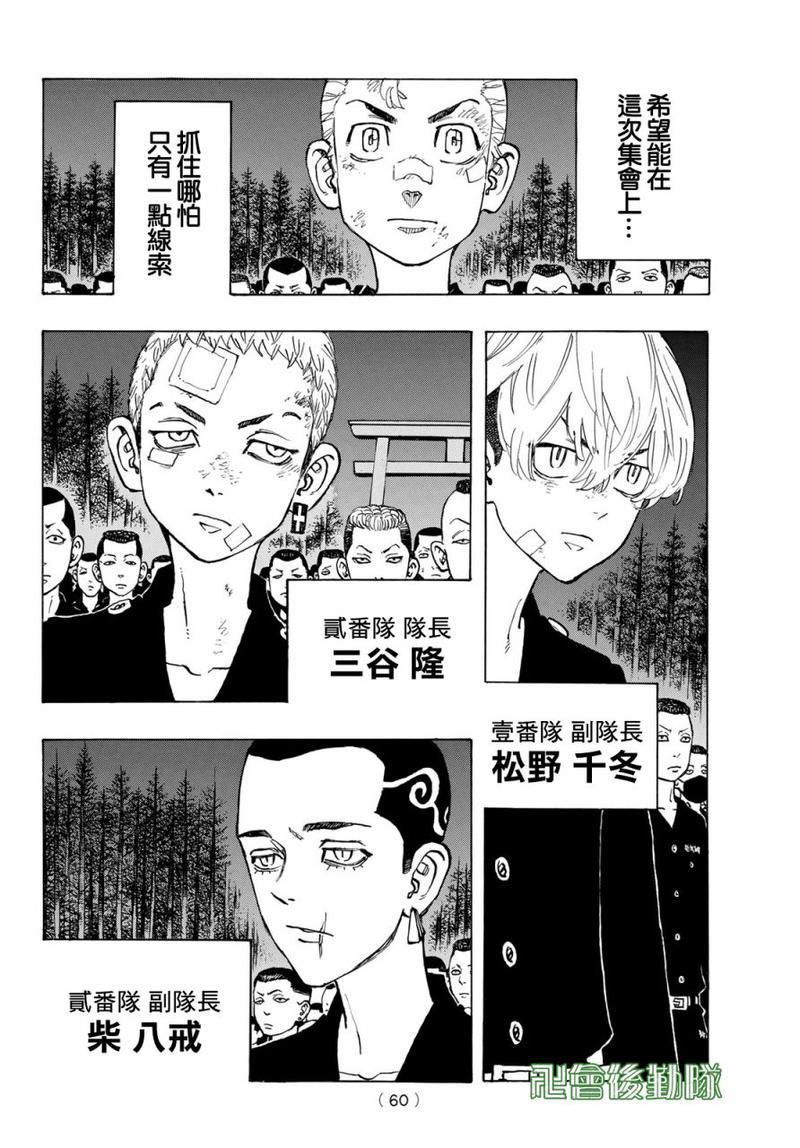 希望能在
這次集會上…
抓住哪怕
只有一點線索
壹番隊 副隊長
松野 千冬
貳番隊 隊長
三谷 隆
貳番隊 副隊長
柴 八戒
卍會後勤隊
(60)